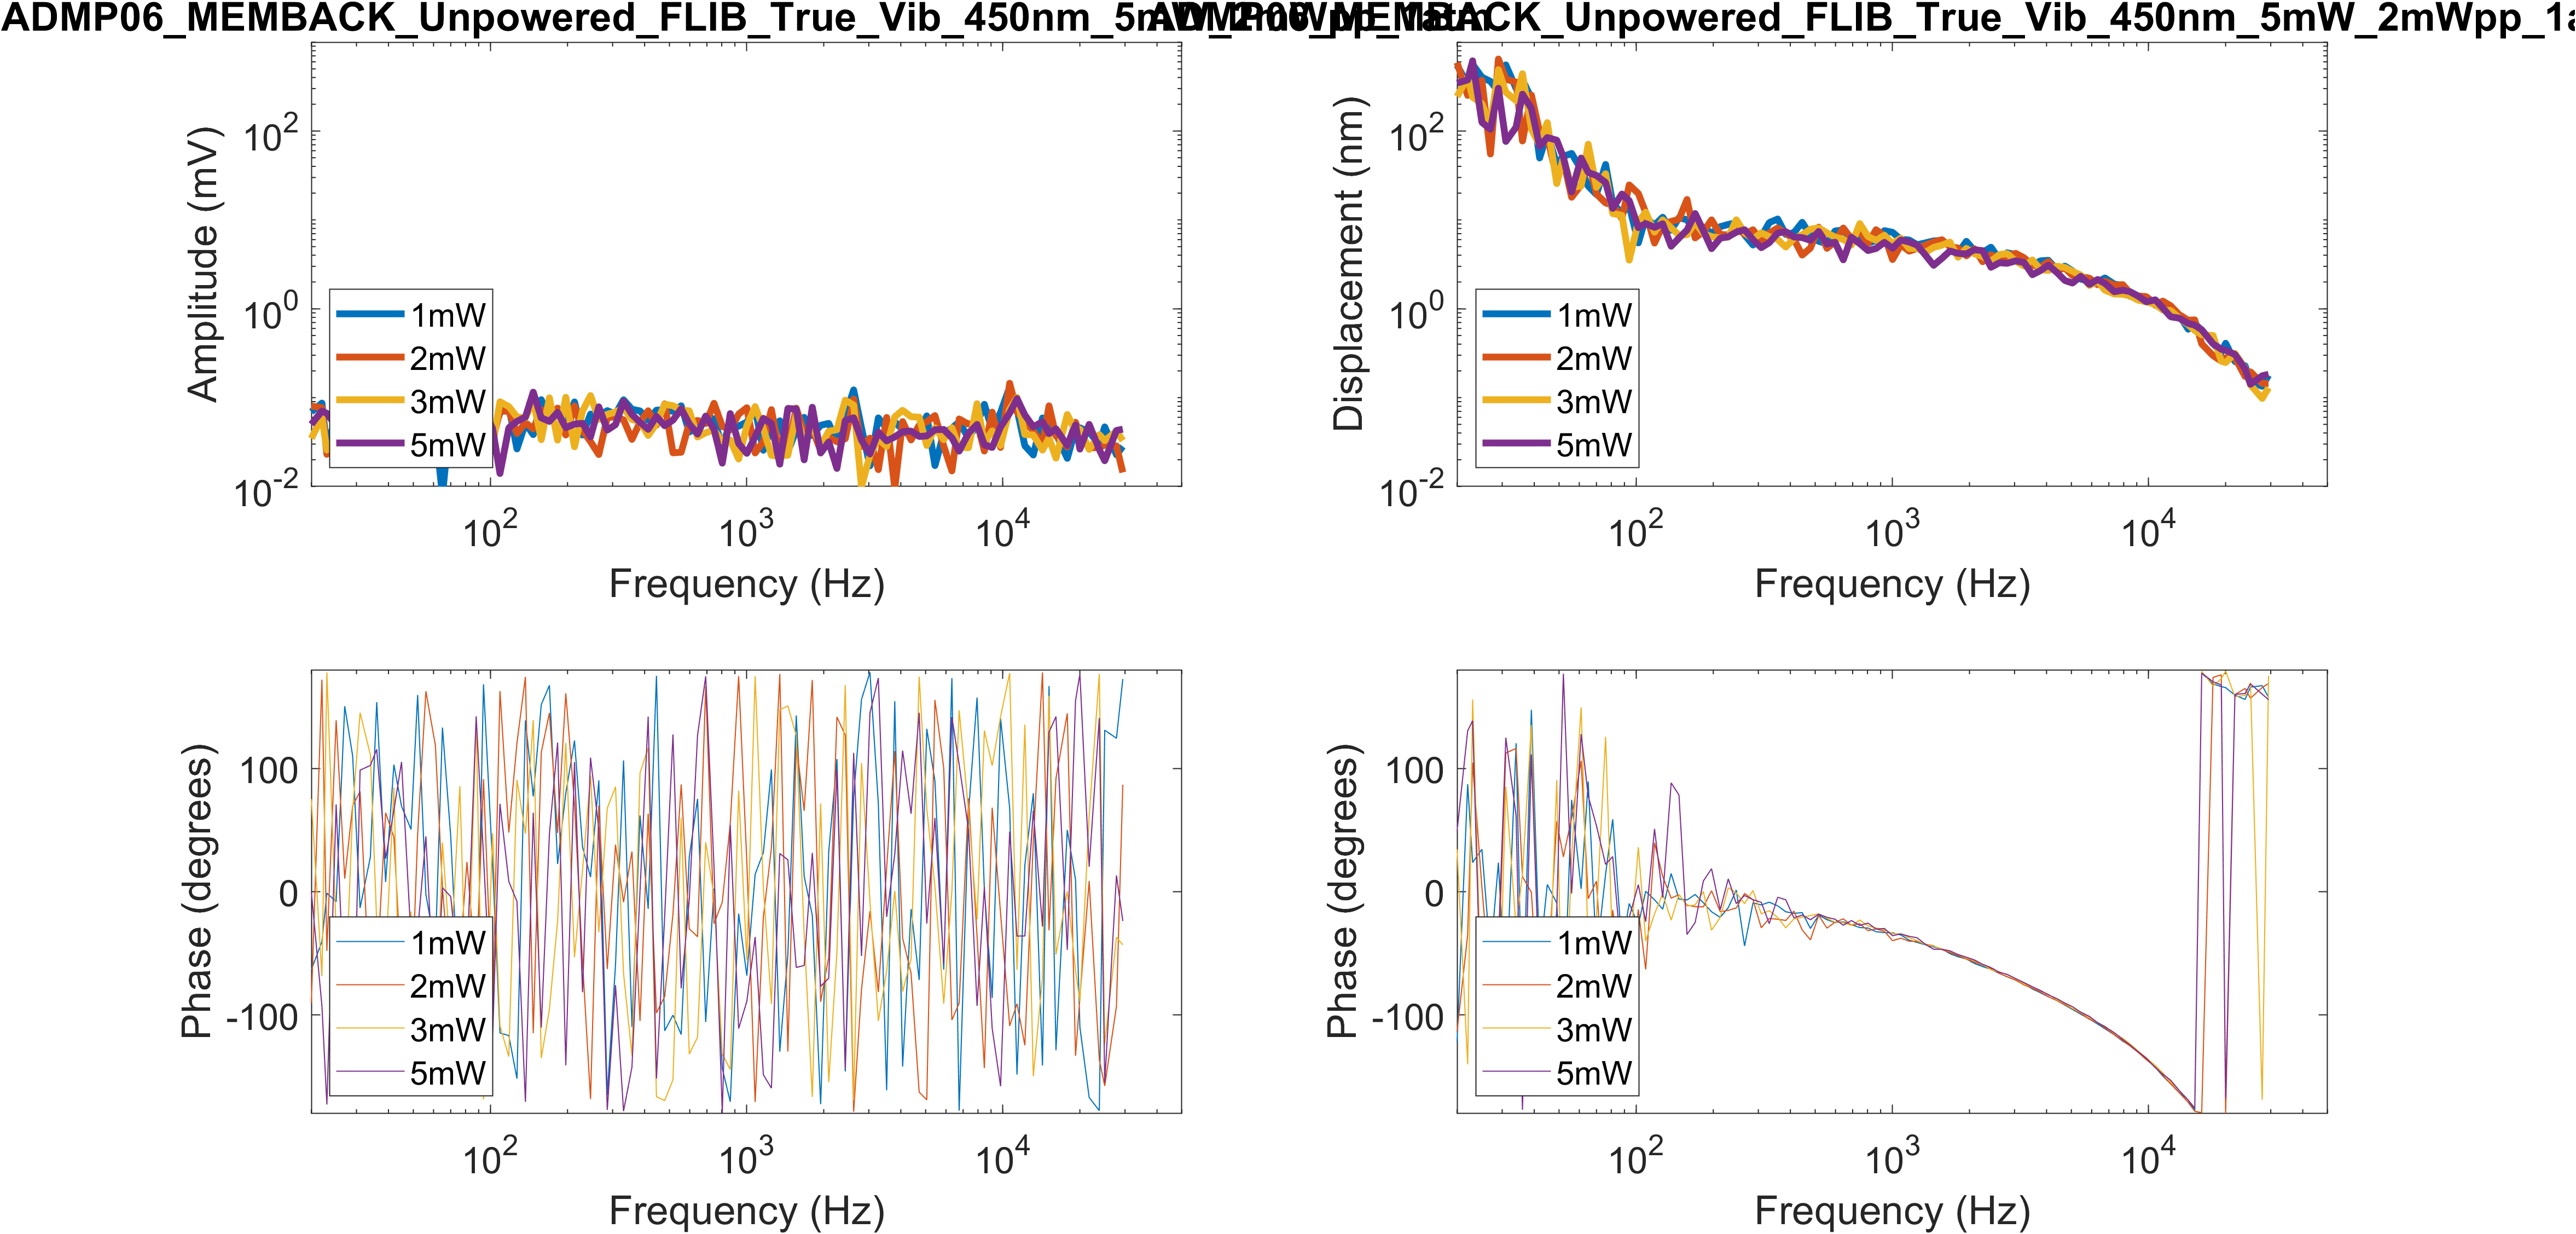 ADMP06_MEMBACK_Unpowered_FLIB_True_Vib_450nm_5mW_2mWpp_1atm
ADMP06_MEMBACK_Unpowered_FLIB_True_Vib_450nm_5mW_2mWpp_1a
Amplitude (mV)
10^2
10^0
10^-2
1mW
2mW
3mW
5mW
10^2
10^3
10^4
Frequency (Hz)
Displacement (nm)
10^2
10^0
10^-2
1mW
2mW
3mW
5mW
10^2
10^3
10^4
Frequency (Hz)
Phase (degrees)
100
0
-100
1mW
2mW
3mW
5mW
10^2
10^3
10^4
Frequency (Hz)
Phase (degrees)
100
0
-100
1mW
2mW
3mW
5mW
10^2
10^3
10^4
Frequency (Hz)